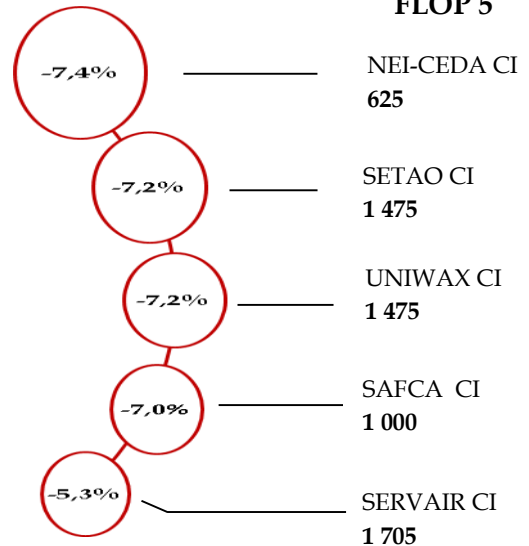 FLOP 5
-7,4%
NEI-CEDA CI
625
-7,2%
SETAO CI
1 475
-7,2%
UNIWAX CI
1 475
-7,0%
SAFCA CI
1 000
-5,3%
SERVAIR CI
1 705